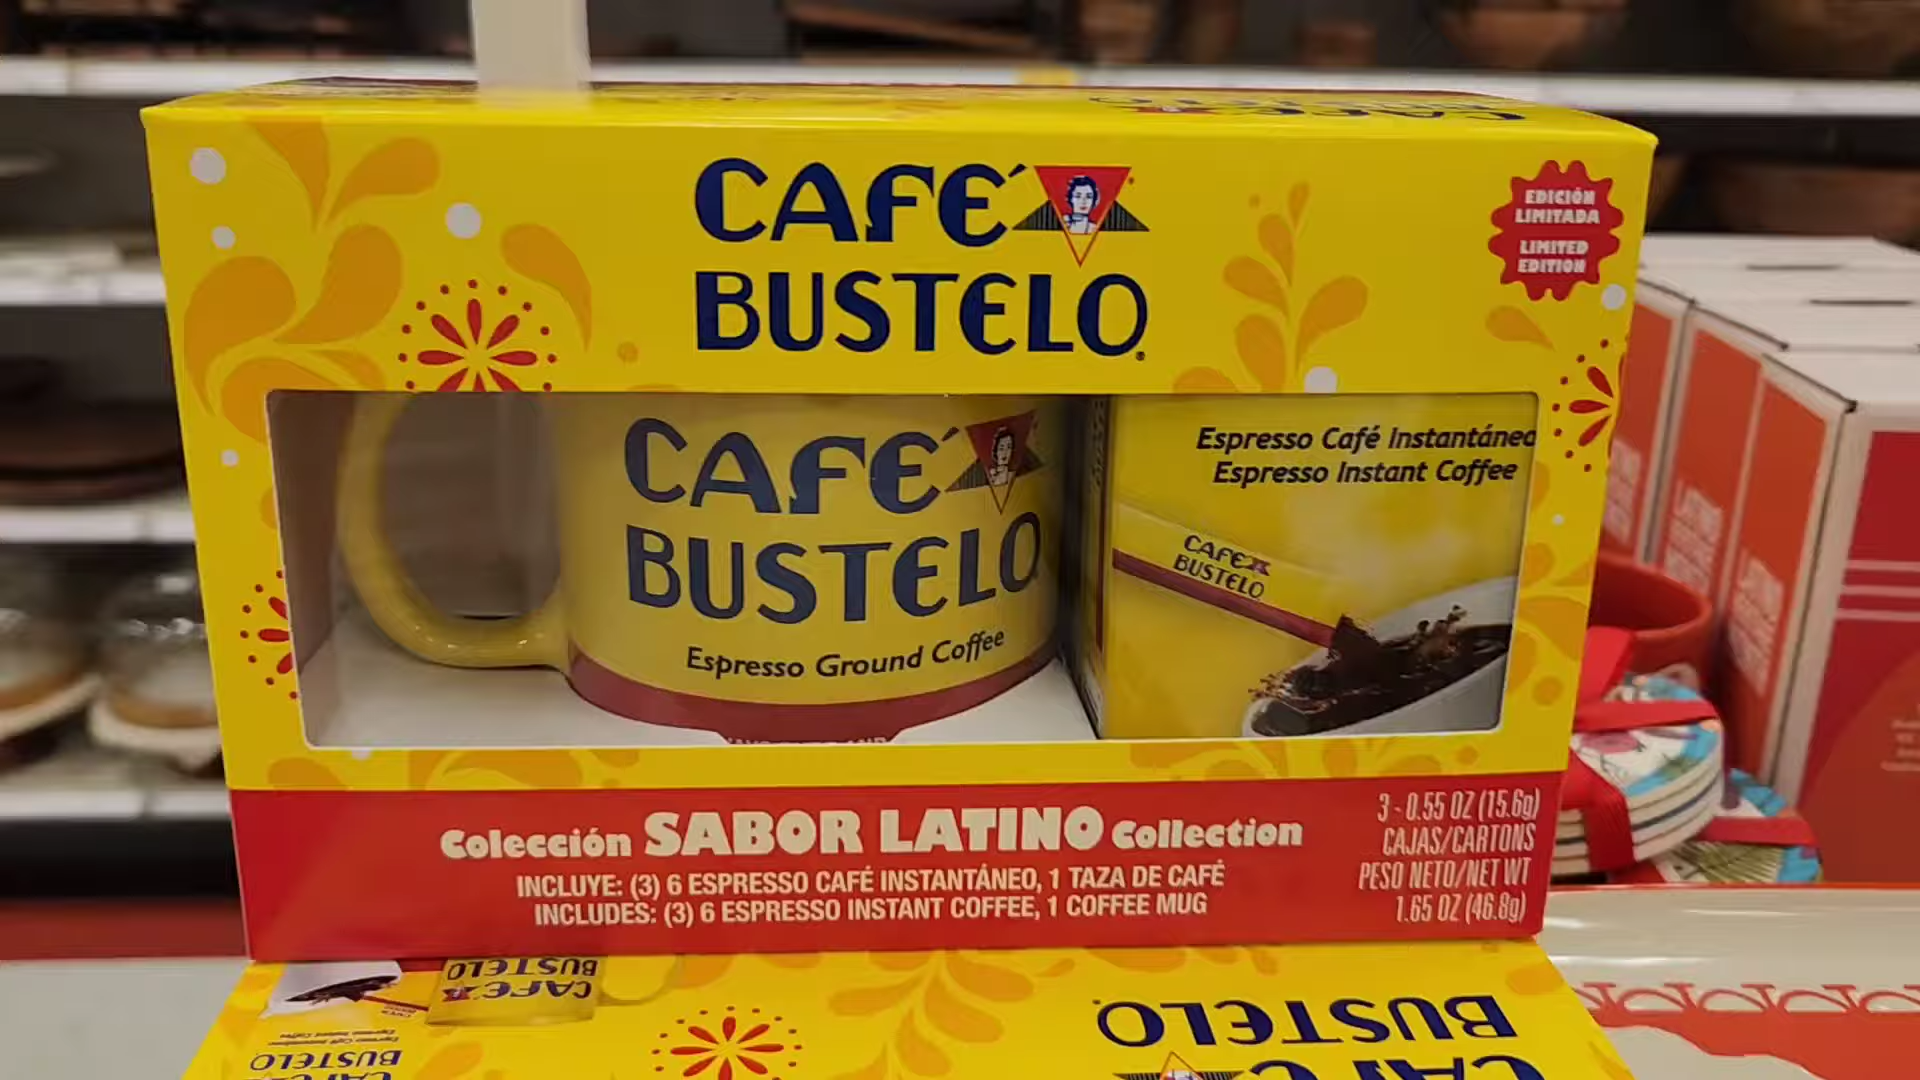 CAFÉ
BUSTELO
EDICIÓN
LIMITADA
LIMITED
EDITION
CAFÉ
BUSTELO
Espresso Ground Coffee
Espresso Café Instantáneo
Espresso Instant Coffee
CAFÉ
BUSTELO
Colección SABOR LATINO Collection
INCLUYE: (3) 6 ESPRESSO CAFÉ INSTANTÁNEO, 1 TAZA DE CAFÉ
INCLUDES: (3) 6 ESPRESSO INSTANT COFFEE, 1 COFFEE MUG
3 - 0.55 OZ (15.6g)
CAJAS/CARTONS
PESO NETO/NET WT
1.65 OZ (46.8g)
CAFÉ
BUSTELO
BUSTELO
BUSTELO
CAFÉ
LATINO